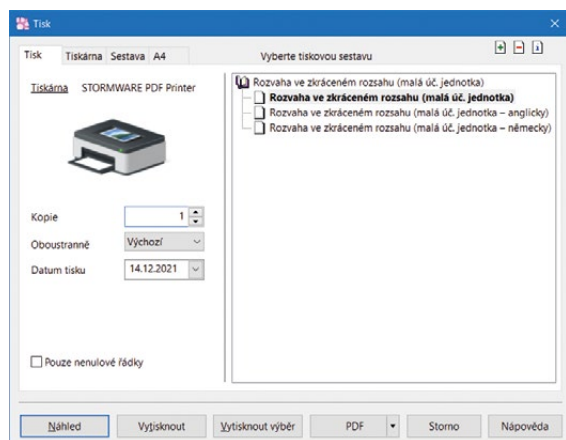 Tisk
Tisk Tiskárna Sestava A4 Vyberte tiskovou sestavu
Tiskárna STORMWARE PDF Printer
Rozvaha ve zkráceném rozsahu (malá úč. jednotka)
Rozvaha ve zkráceném rozsahu (malá úč. jednotka)
Rozvaha ve zkráceném rozsahu (malá úč. jednotka – anglicky)
Rozvaha ve zkráceném rozsahu (malá úč. jednotka – německy)
Kopie 1
Oboustranně Výchozí
Datum tisku 14.12.2021
Pouze nenulové řádky
Náhled Vytisknout Vytisknout výběr PDF Storno Nápověda